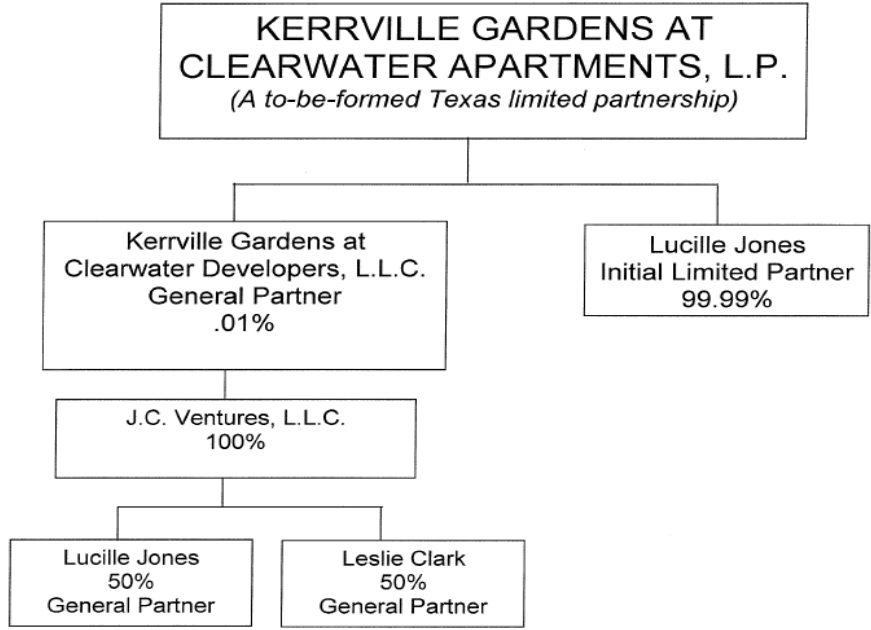 KERRVILLE GARDENS AT
CLEARWATER APARTMENTS, L.P.
(A to-be-formed Texas limited partnership)
Kerrville Gardens at
Clearwater Developers, L.L.C.
General Partner
.01%
Lucille Jones
Initial Limited Partner
99.99%
J.C. Ventures, L.L.C.
100%
Lucille Jones
50%
General Partner
Leslie Clark
50%
General Partner